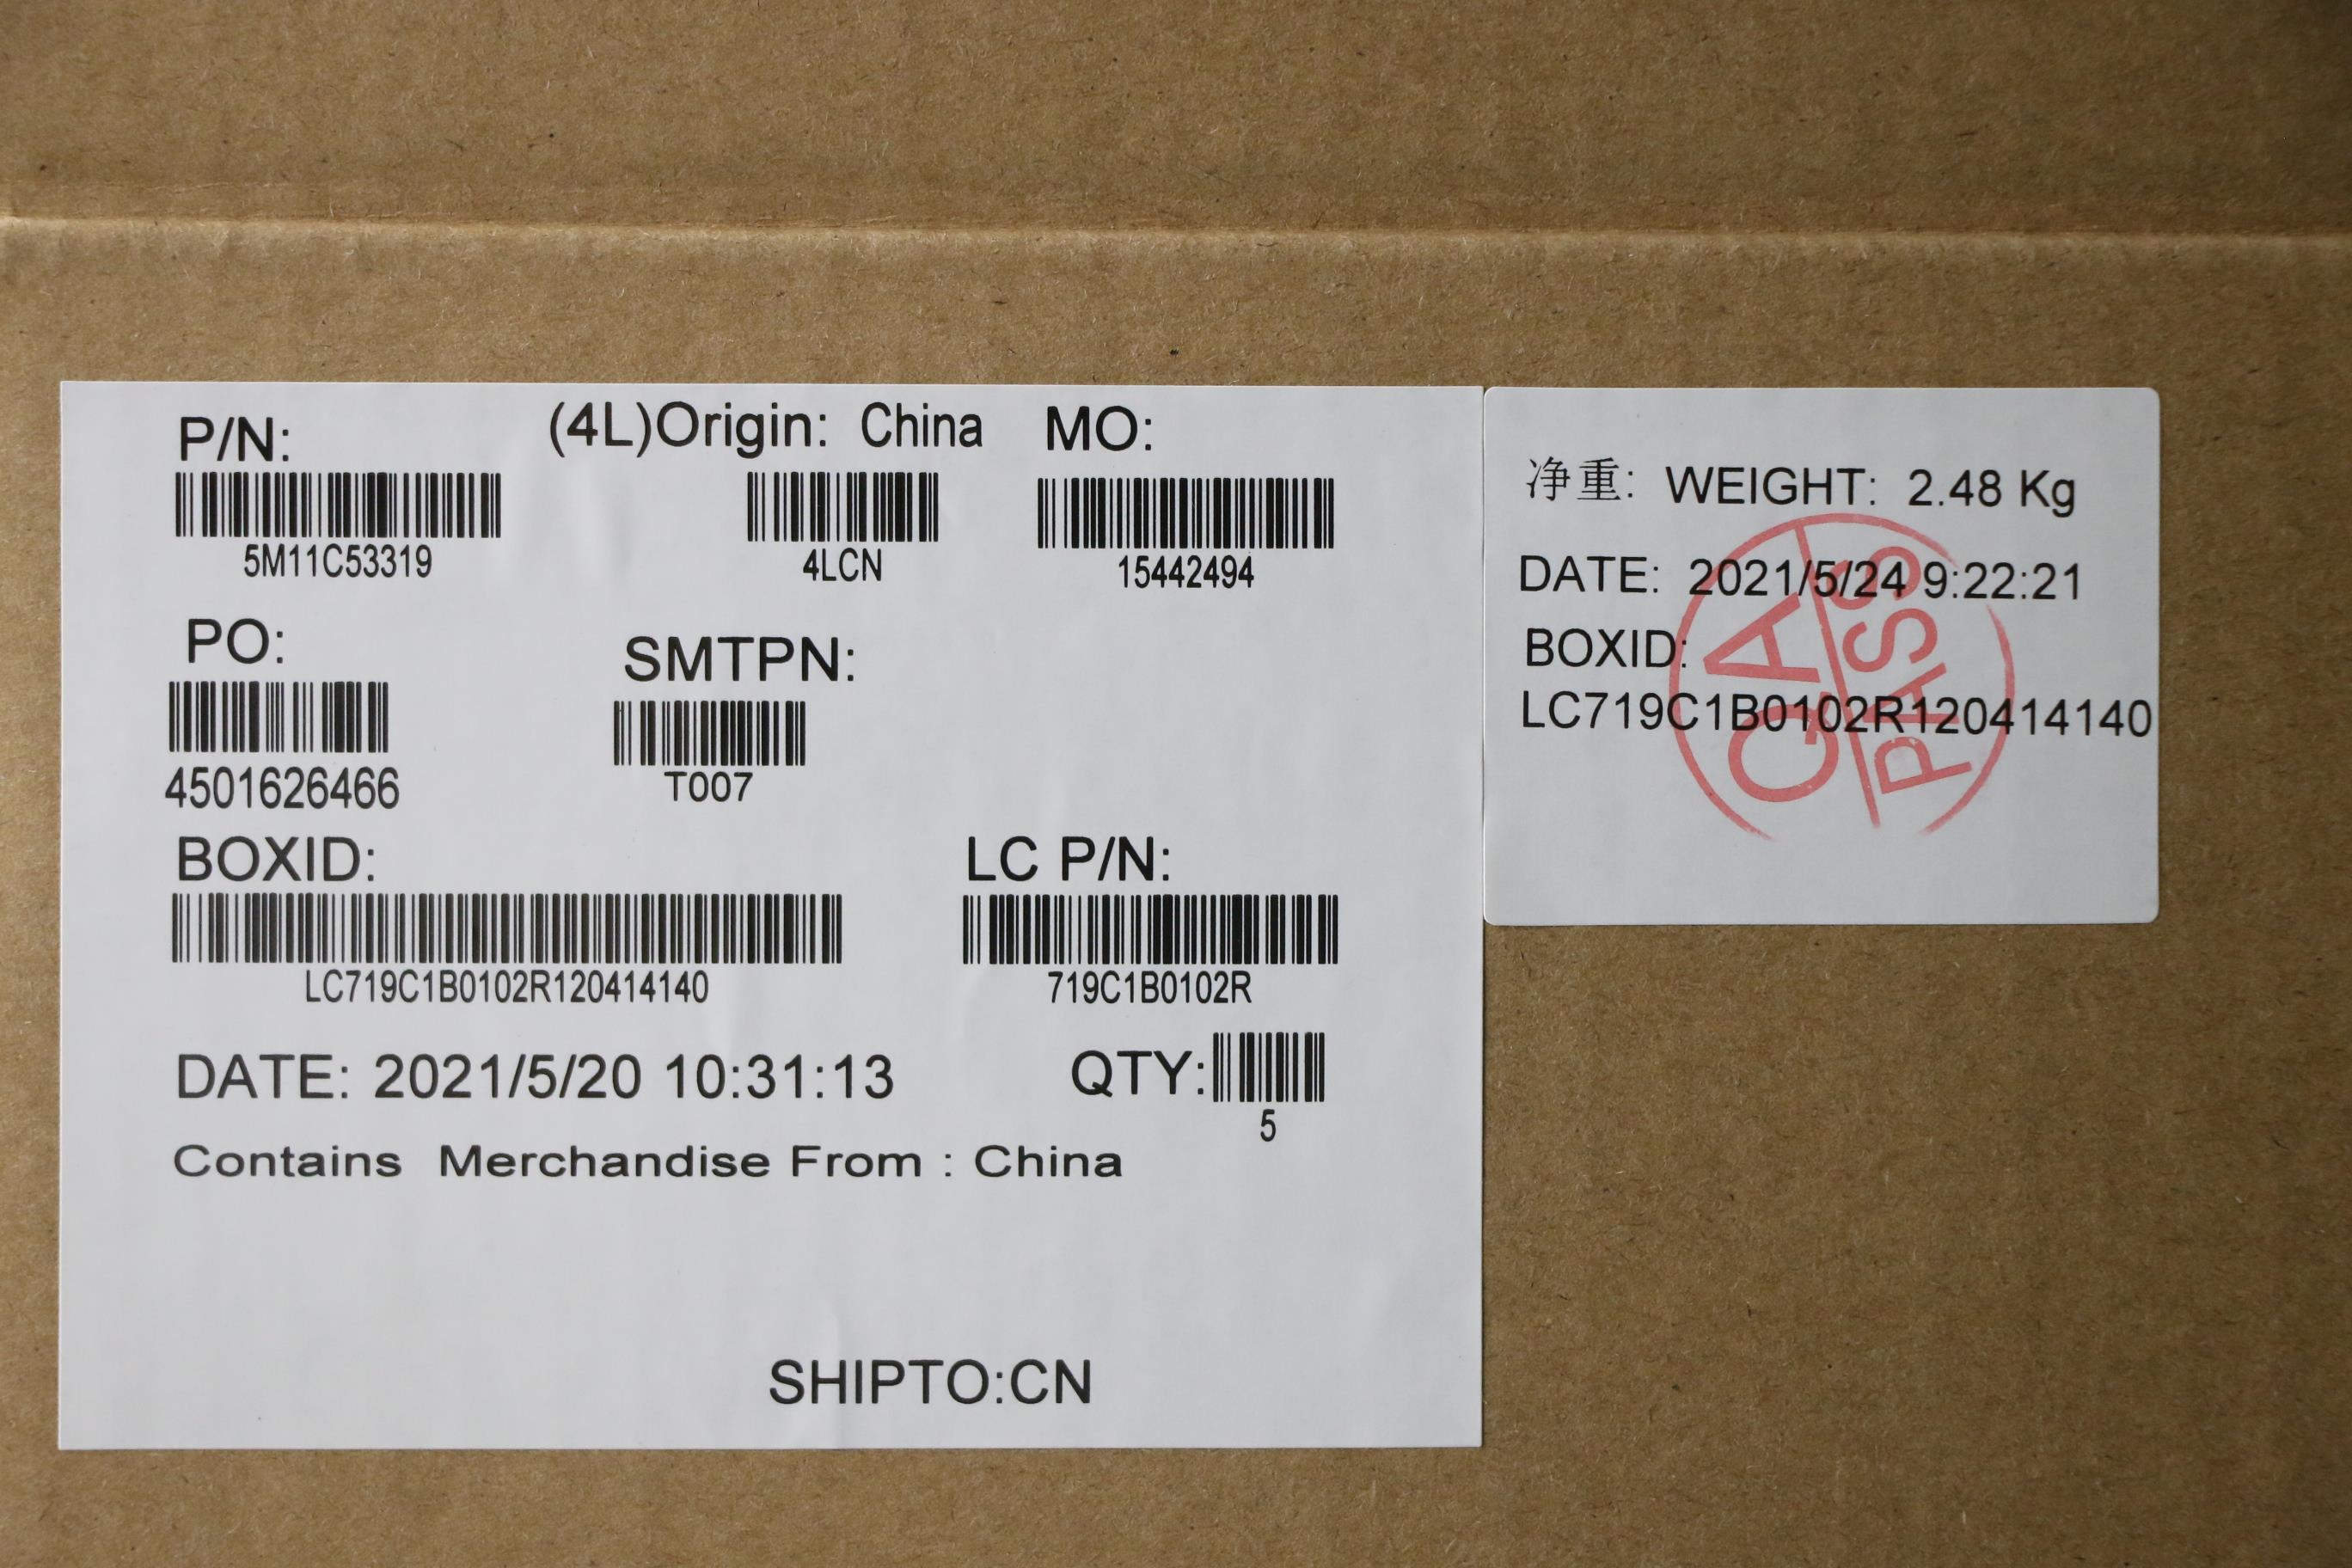 P/N: (4L)Origin: China MO:
5M11C53319 4LCN 15442494
PO: SMTPN:
4501626466 T007
BOXID: LC P/N:
LC719C1B0102R120414140 719C1B0102R
DATE: 2021/5/20 10:31:13 QTY:
5
Contains Merchandise From : China
SHIPTO:CN
净重: WEIGHT: 2.48 Kg
DATE: 2021/5/24 9:22:21
BOXID:
LC719C1B0102R120414140
QA
PASS